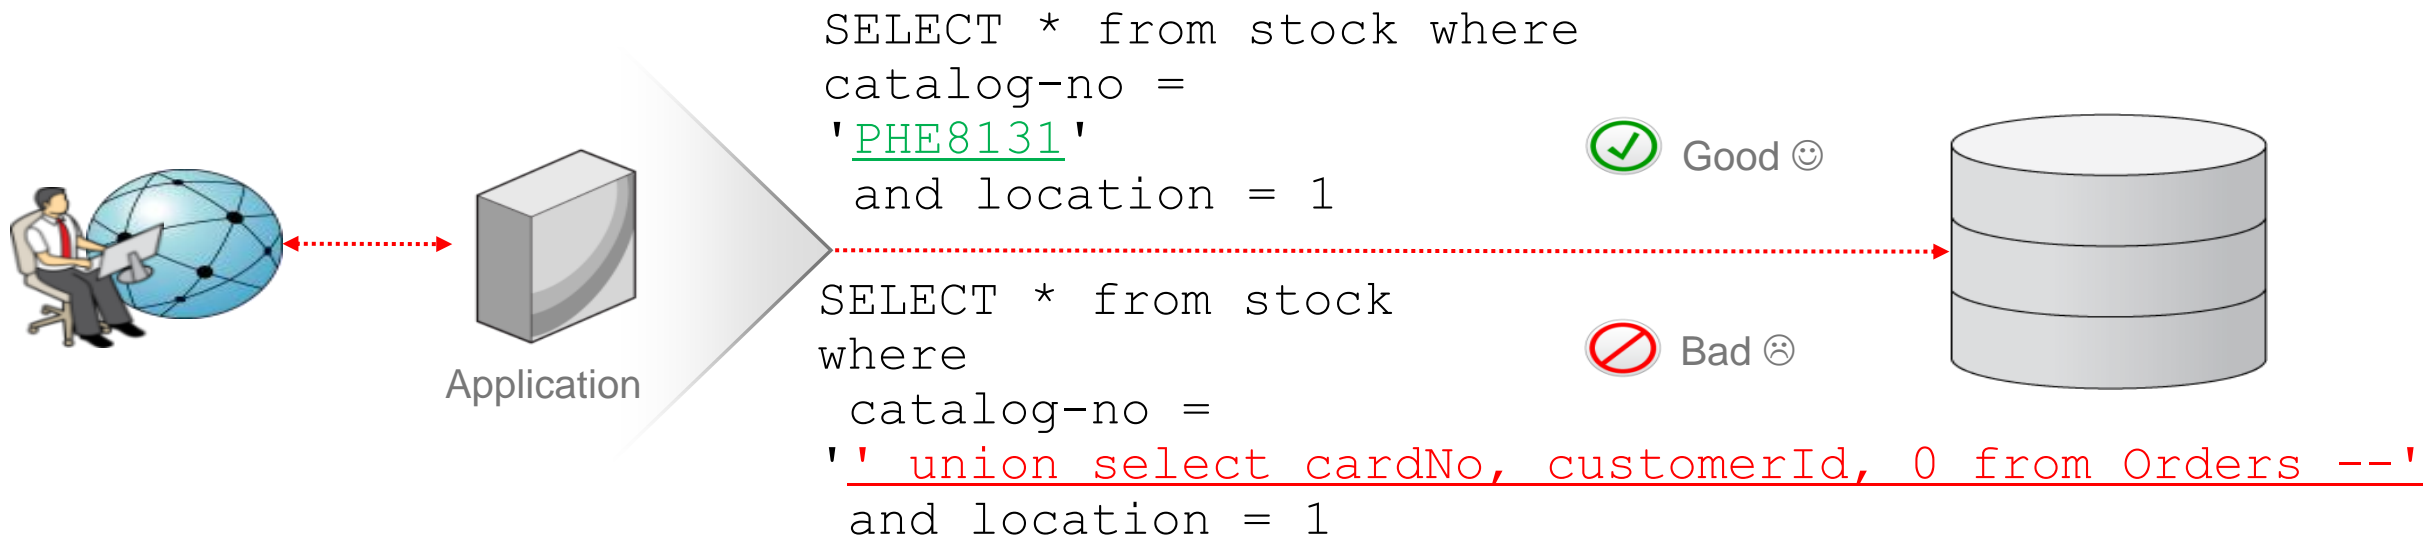 SELECT * from stock where
catalog-no =
'PHE8131'
and location = 1
Good ☺
Application
SELECT * from stock
where
catalog-no =
'' union select cardNo, customerId, 0 from Orders --'
and location = 1
Bad ☹